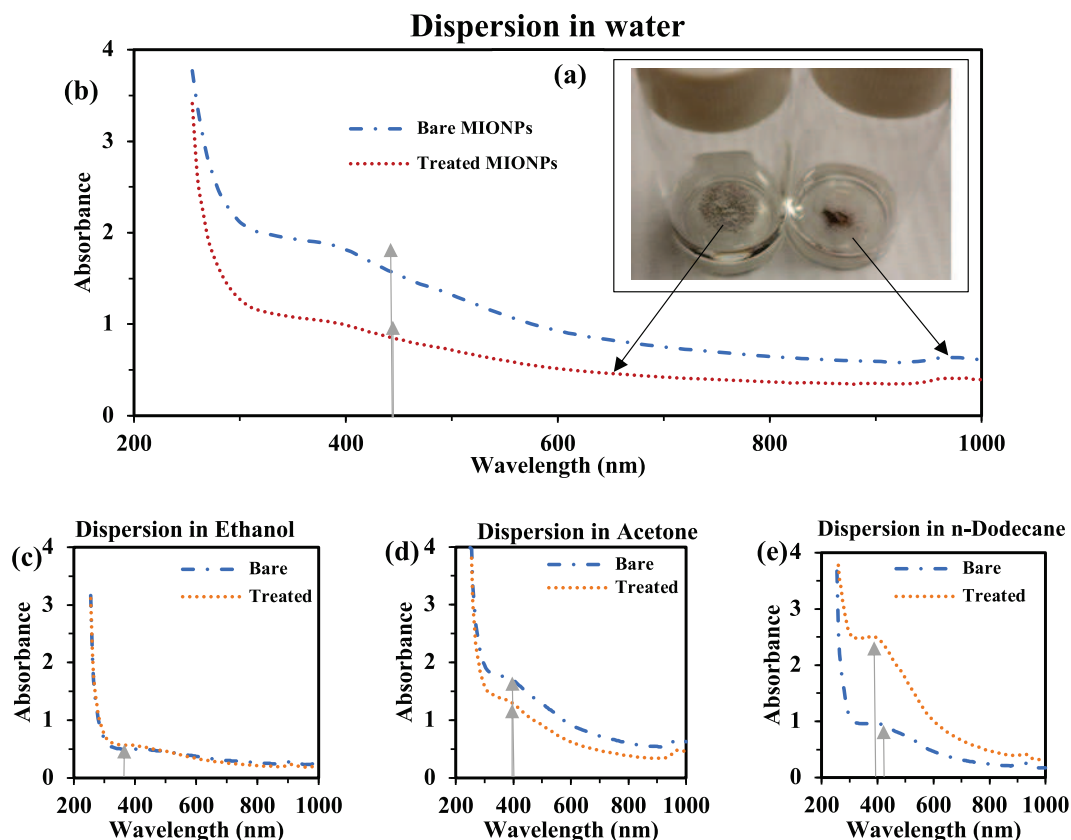 Dispersion in water
(b)
(a)
Bare MIONPs
Treated MIONPs
Absorbance
4
3
2
1
0
200
400
600
800
1000
Wavelength (nm)
Dispersion in Ethanol
(c)
Bare
Treated
Absorbance
4
3
2
1
0
200 400 600 800 1000
Wavelength (nm)
Dispersion in Acetone
(d)
Bare
Treated
Absorbance
4
3
2
1
0
200 400 600 800 1000
Wavelength (nm)
Dispersion in n-Dodecane
(e)
Bare
Treated
Absorbance
4
3
2
1
0
200 400 600 800 1000
Wavelength (nm)